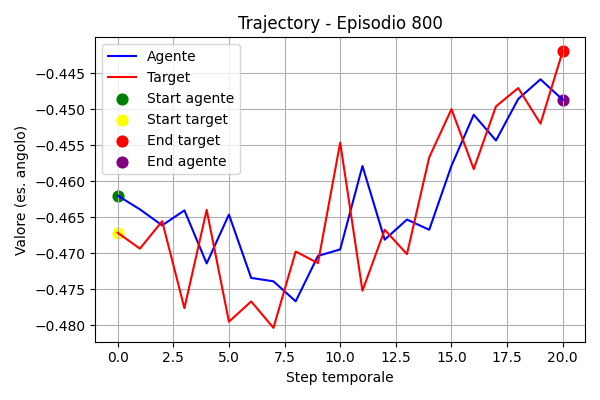 Trajectory - Episodio 800
Agente
Target
Start agente
Start target
End target
End agente
Valore (es. angolo)
−0.445
−0.450
−0.455
−0.460
−0.465
−0.470
−0.475
−0.480
0.0 2.5 5.0 7.5 10.0 12.5 15.0 17.5 20.0
Step temporale